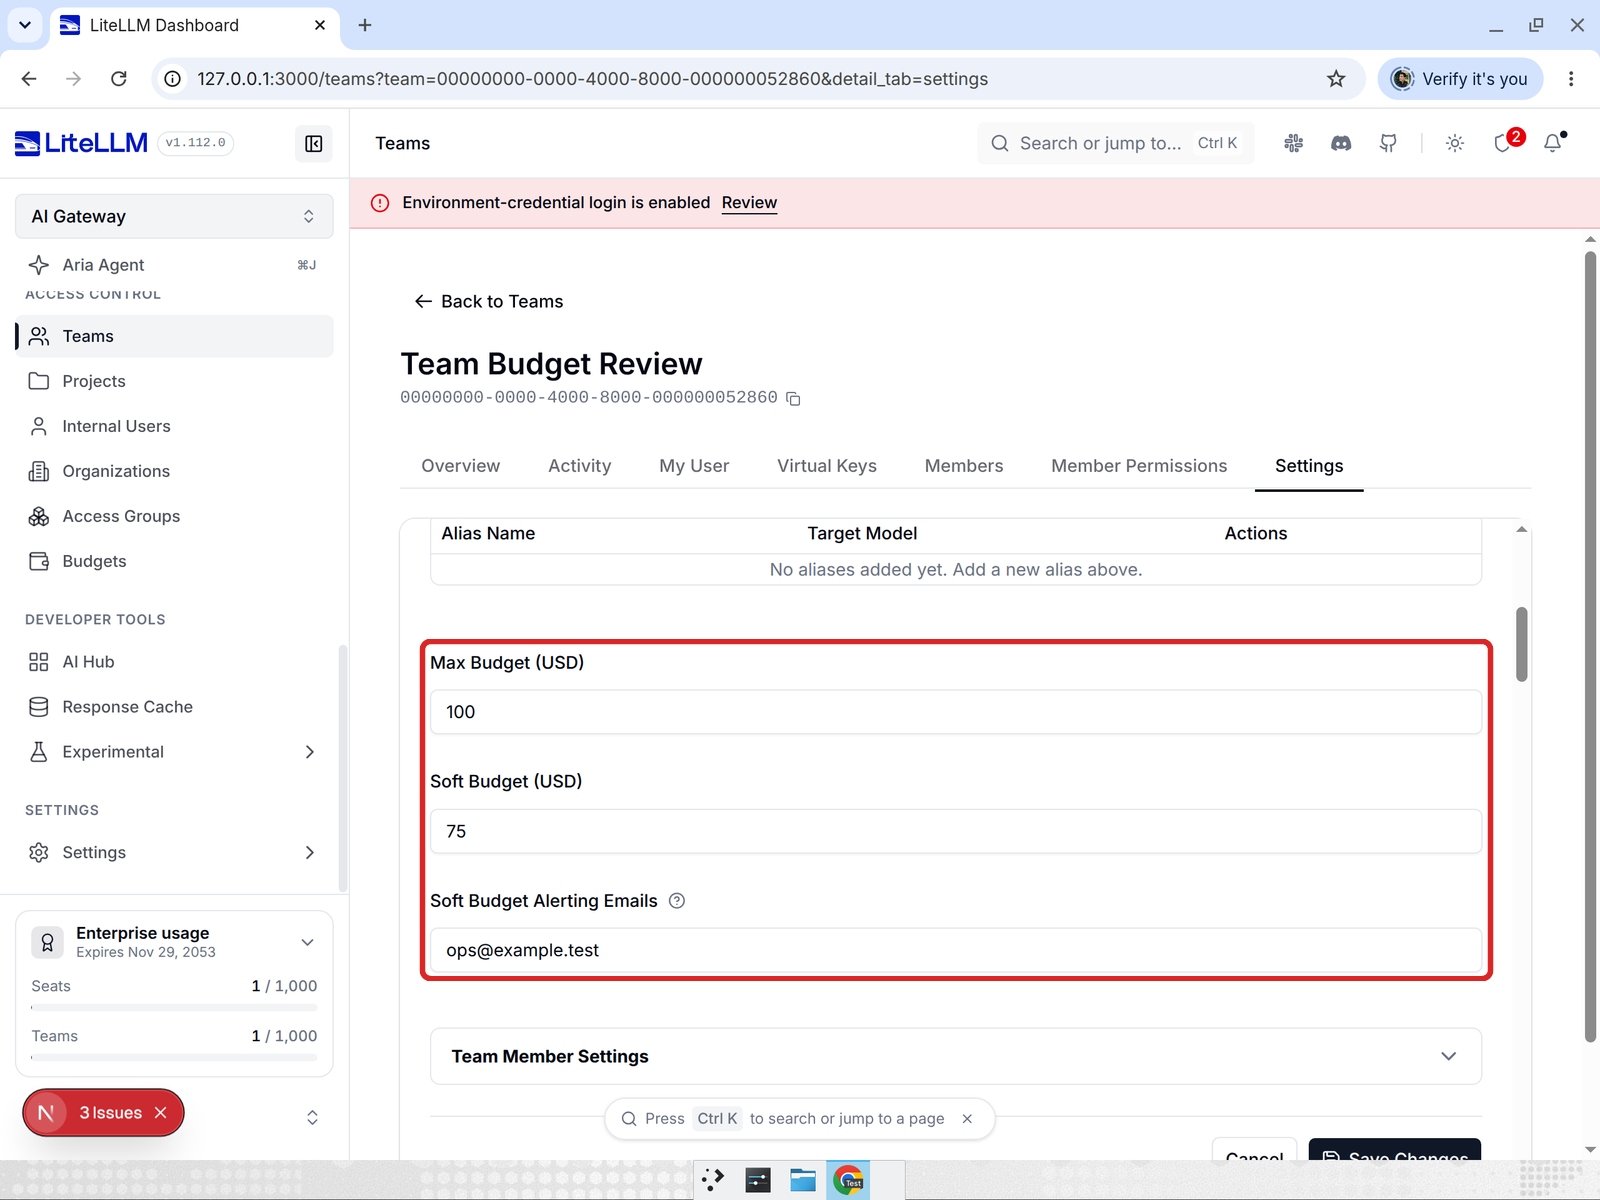 LiteLLM Dashboard
127.0.0.1:3000/teams?team=00000000-0000-4000-8000-000000052860&detail_tab=settings
Verify it's you
LiteLLM
v1.112.0
Teams
Search or jump to...
Ctrl K
2
AI Gateway
Environment-credential login is enabled
Review
Aria Agent
⌘J
ACCESS CONTROL
Teams
Projects
Internal Users
Organizations
Access Groups
Budgets
DEVELOPER TOOLS
AI Hub
Response Cache
Experimental
SETTINGS
Settings
Enterprise usage
Expires Nov 29, 2053
Seats 1 / 1,000
Teams 1 / 1,000
N 3 Issues
Back to Teams
Team Budget Review
00000000-0000-4000-8000-000000052860
Overview Activity My User Virtual Keys Members Member Permissions Settings
Alias Name Target Model Actions
No aliases added yet. Add a new alias above.
Max Budget (USD)
100
Soft Budget (USD)
75
Soft Budget Alerting Emails
ops@example.test
Team Member Settings
Press Ctrl K to search or jump to a page
Cancel Save Changes
Test